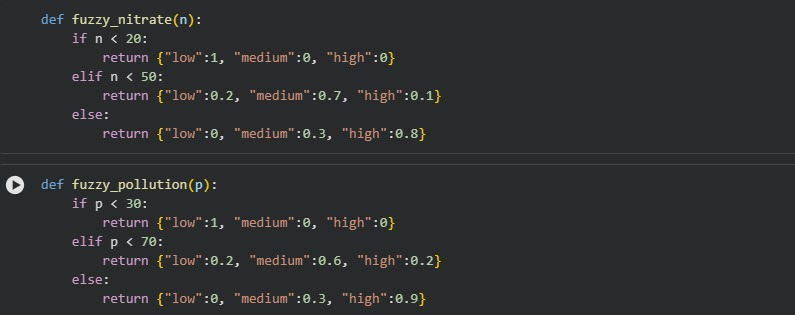 def fuzzy_nitrate(n):
    if n < 20:
        return {"low":1, "medium":0, "high":0}
    elif n < 50:
        return {"low":0.2, "medium":0.7, "high":0.1}
    else:
        return {"low":0, "medium":0.3, "high":0.8}
def fuzzy_pollution(p):
    if p < 30:
        return {"low":1, "medium":0, "high":0}
    elif p < 70:
        return {"low":0.2, "medium":0.6, "high":0.2}
    else:
        return {"low":0, "medium":0.3, "high":0.9}